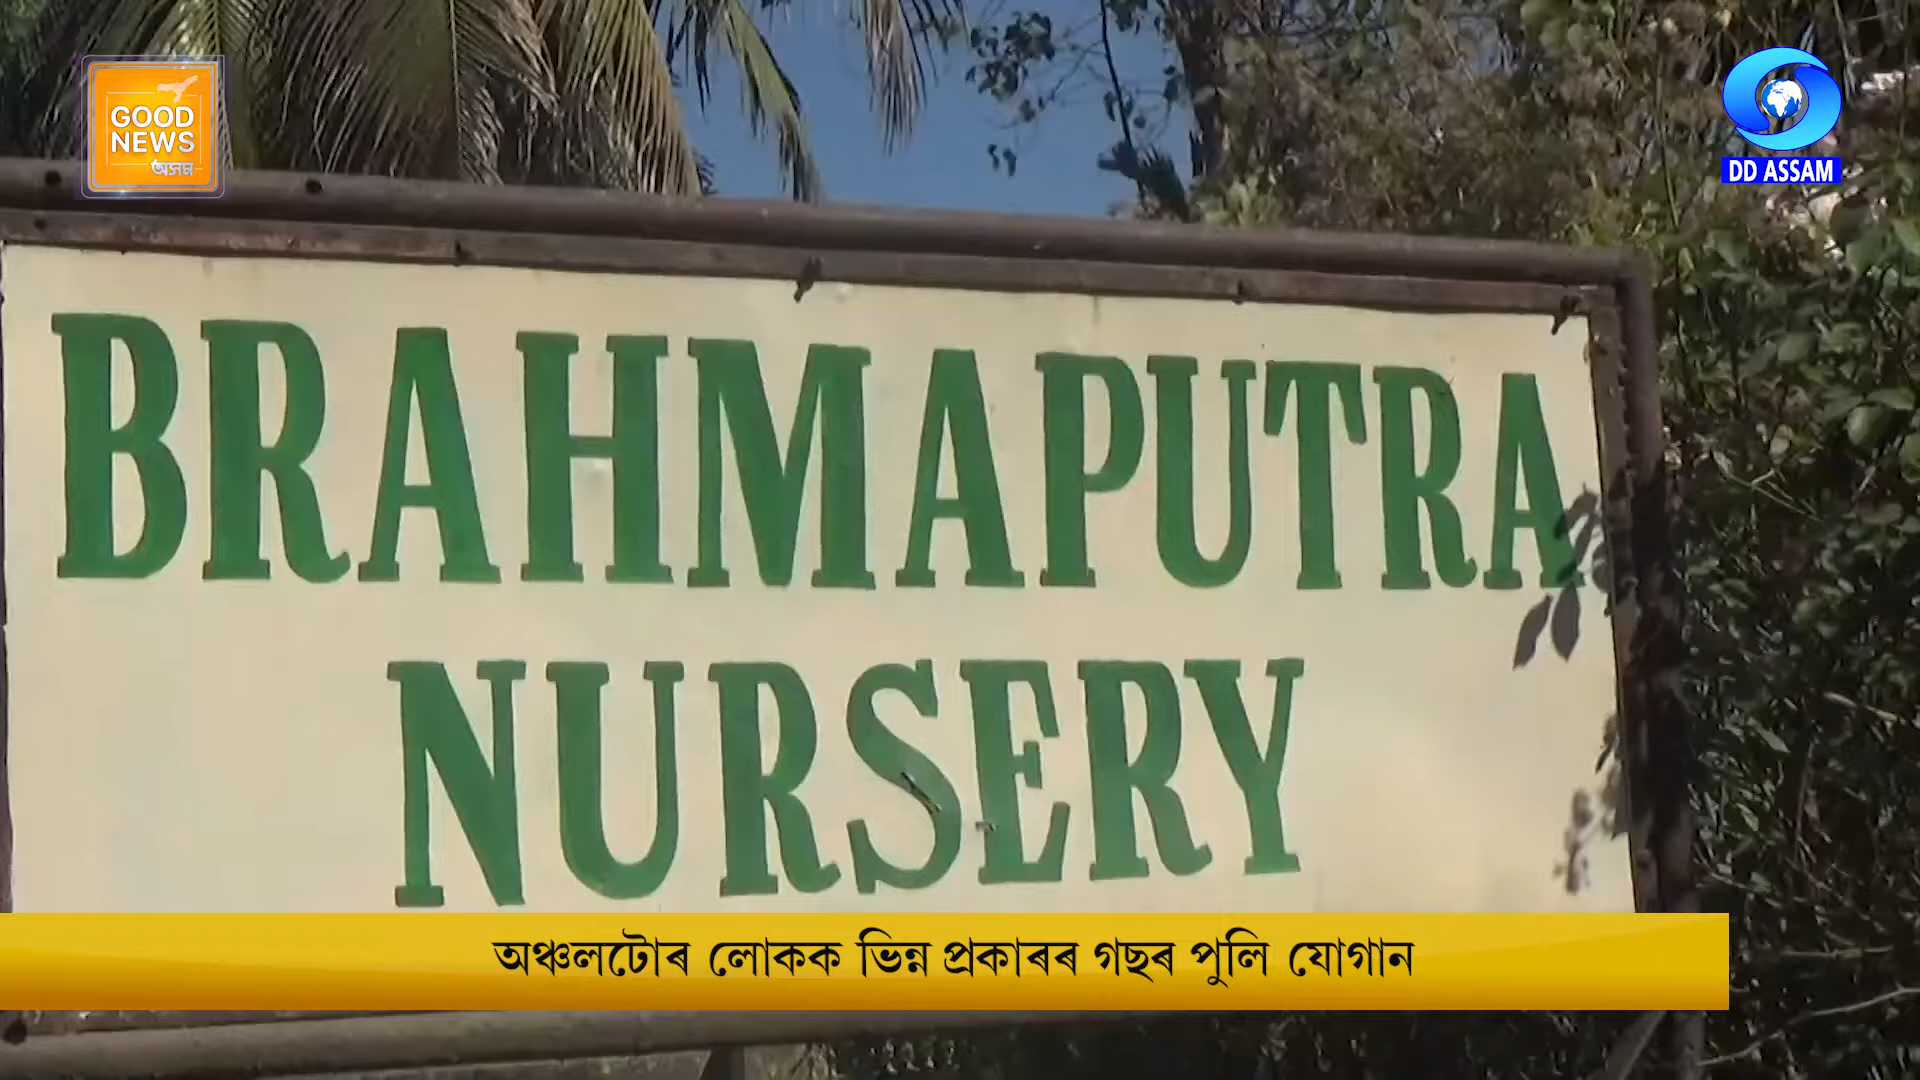 GOOD
NEWS
অসম
DD ASSAM
BRAHMAPUTRA
NURSERY
অঞ্চলটোৰ লোকক ভিন্ন প্ৰকাৰৰ গছৰ পুলি যোগান